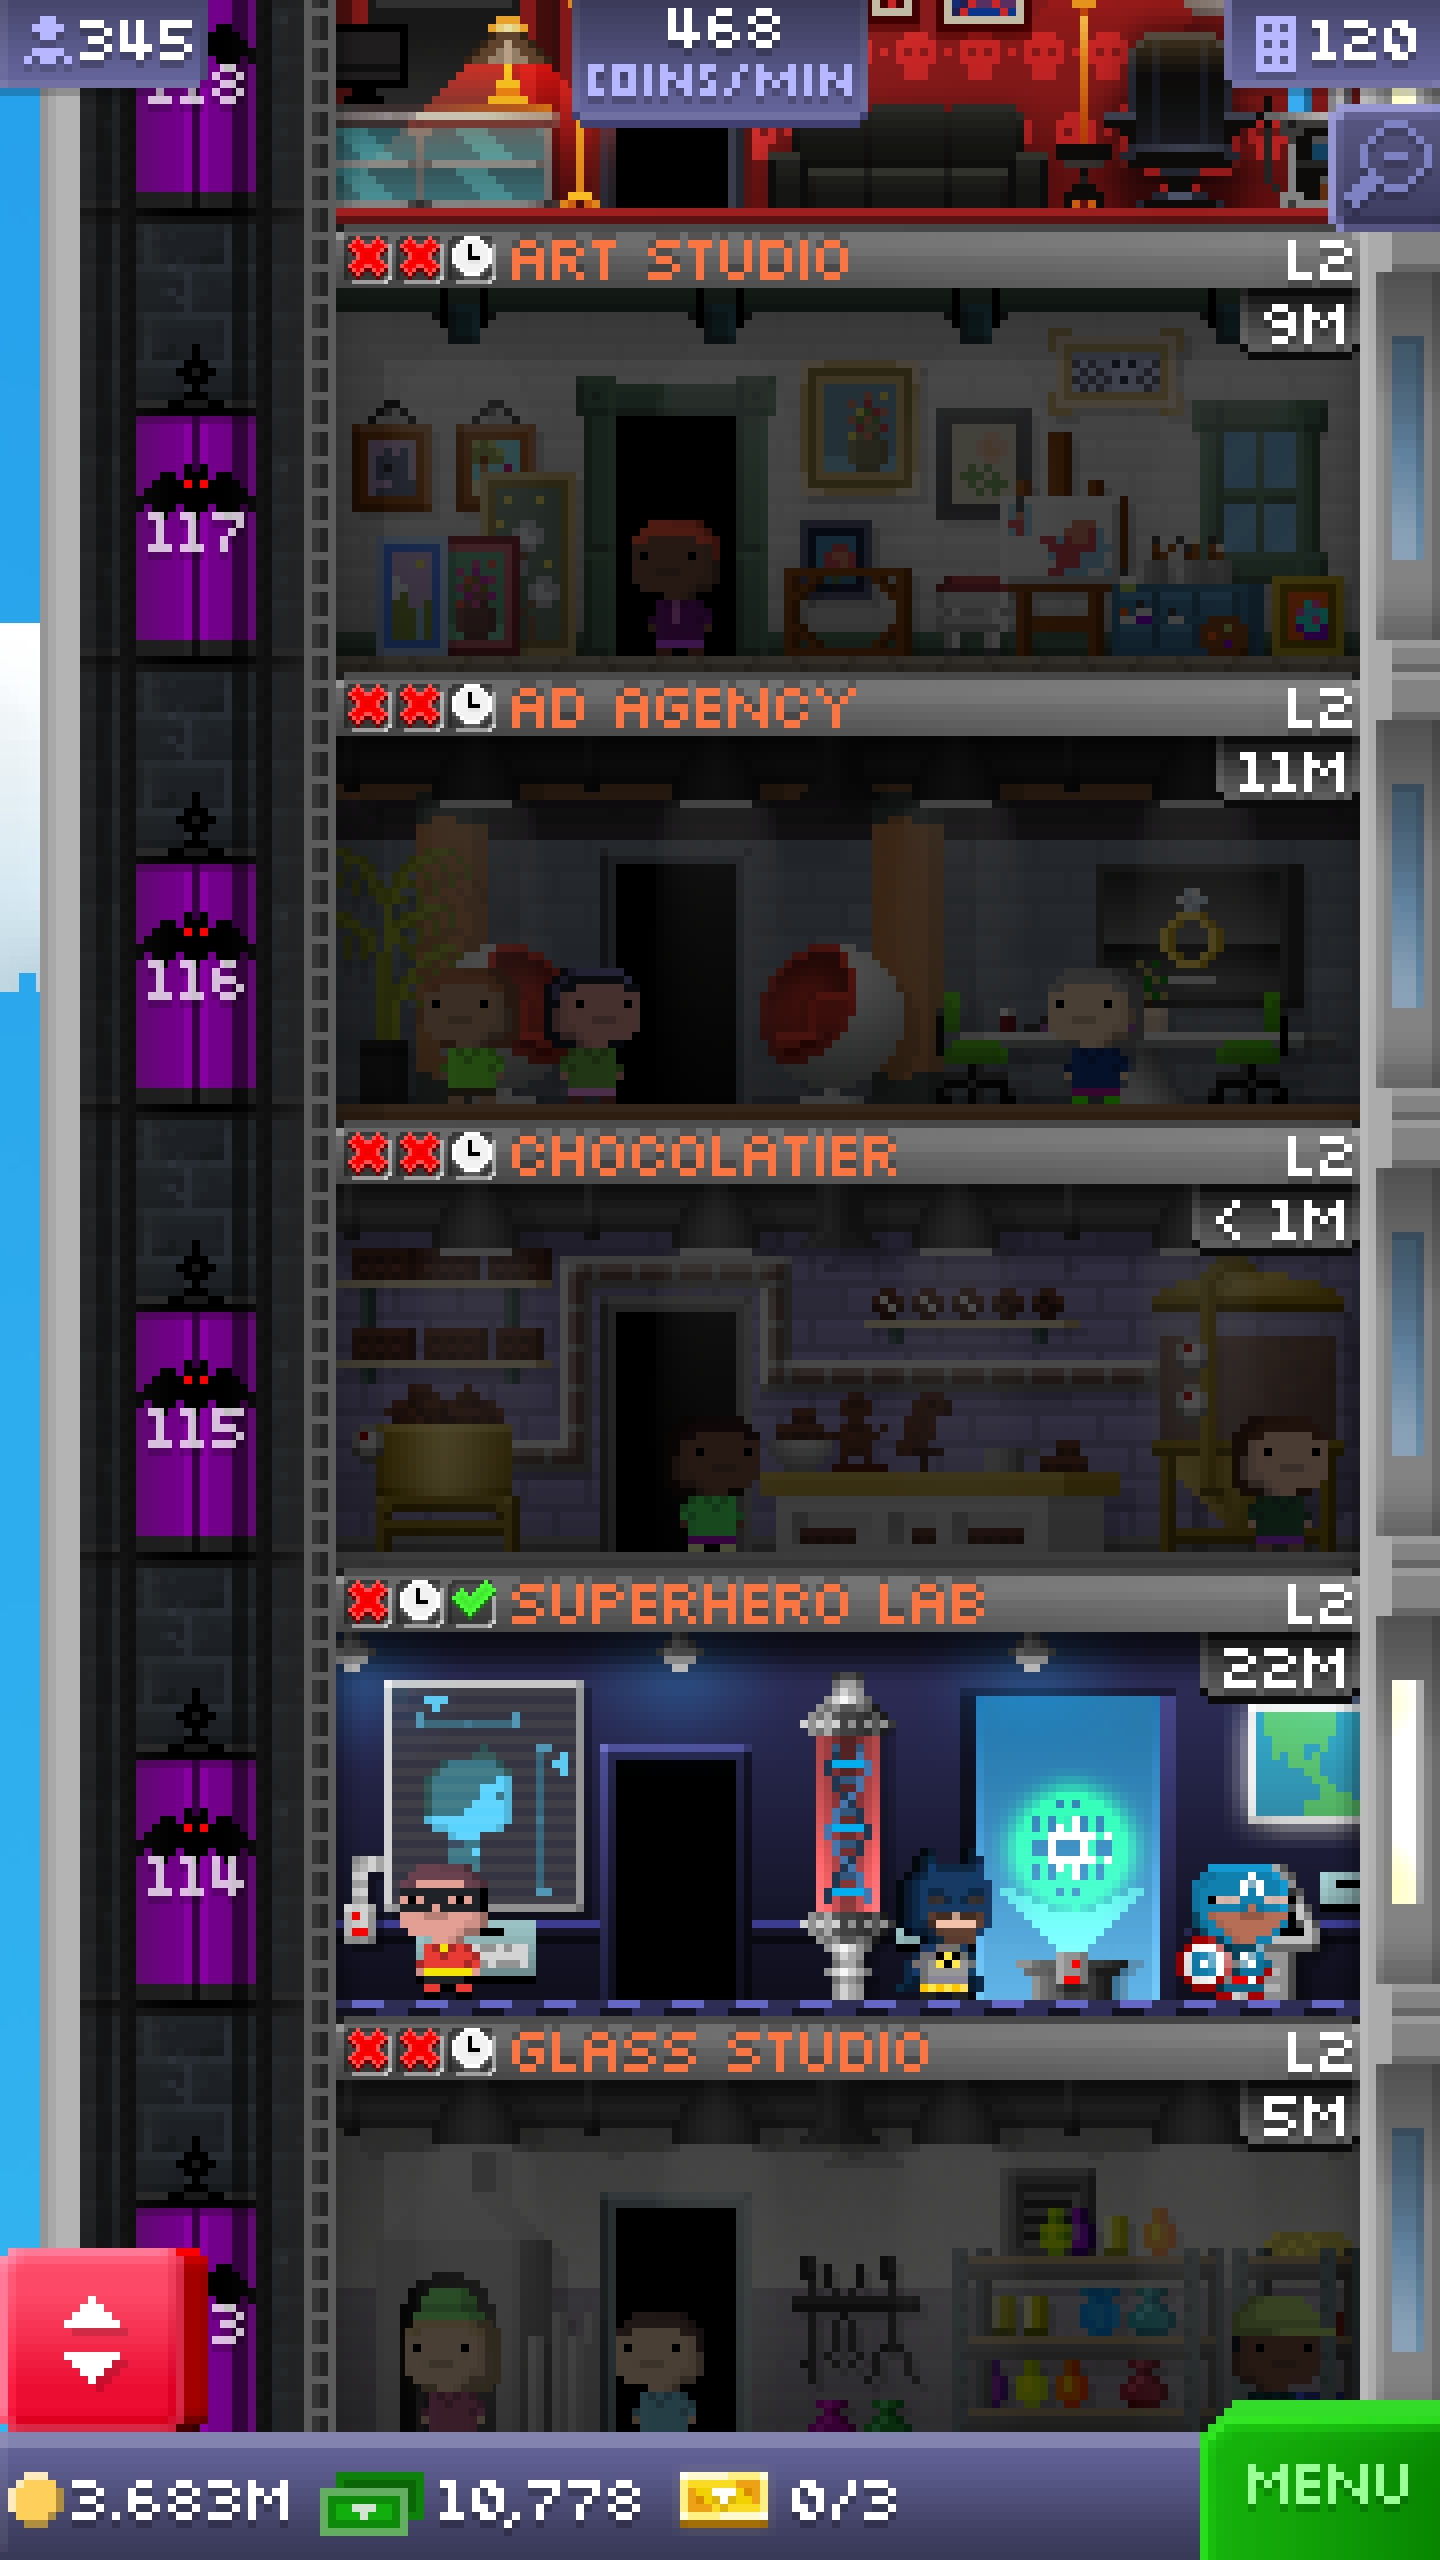 345
468
COINS/MIN
120
118
ART STUDIO
L2
9M
117
AD AGENCY
L2
11M
116
CHOCOLATIER
L2
< 1M
115
SUPERHERO LAB
L2
22M
114
GLASS STUDIO
L2
5M
3
3.683M
10,778
0/3
MENU